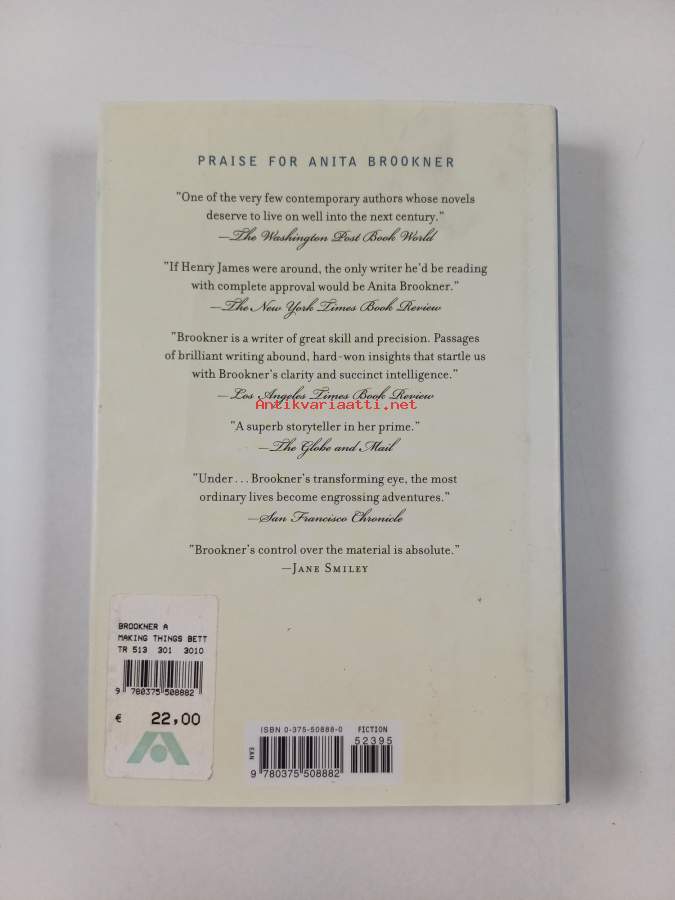 PRAISE FOR ANITA BROOKNER
"One of the very few contemporary authors whose novels
deserve to live on well into the next century."
—The Washington Post Book World
"If Henry James were around, the only writer he'd be reading
with complete approval would be Anita Brookner."
—The New York Times Book Review
"Brookner is a writer of great skill and precision. Passages
of brilliant writing abound, hard-won insights that startle us
with Brookner's clarity and succinct intelligence."
—Los Angeles Times Book Review
Antikvariaatti.net
"A superb storyteller in her prime."
—The Globe and Mail
"Under... Brookner's transforming eye, the most
ordinary lives become engrossing adventures."
—San Francisco Chronicle
"Brookner's control over the material is absolute."
—JANE SMILEY
BROOKNER A
MAKING THINGS BETT
TR 513 301 3010
9 780375 508882
€ 22,00
ISBN 0-375-50888-0 FICTION
52395
EAN
9 780375 508882